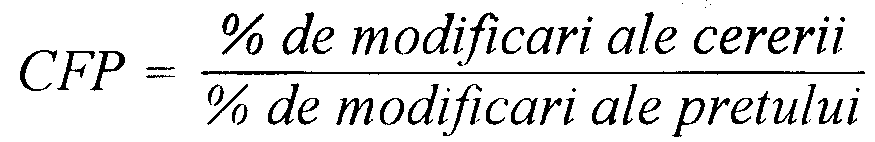 % de modificari ale cererii
CFP =
% de modificari ale pretului